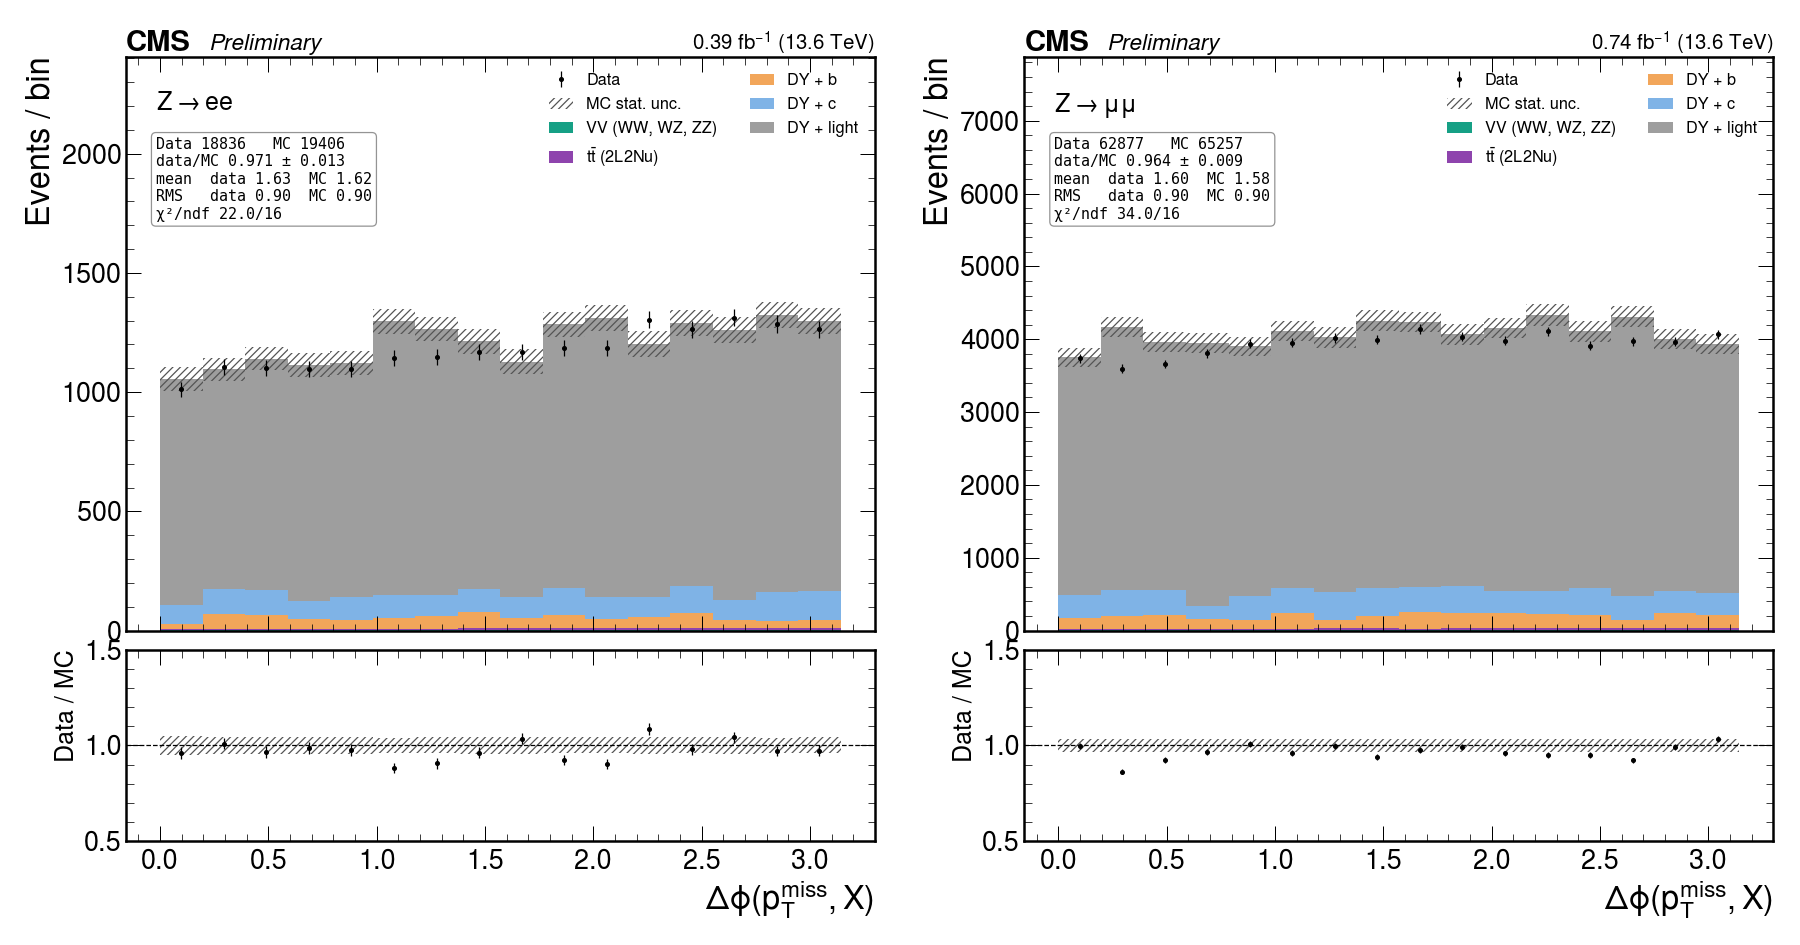 CMS Preliminary 0.39 fb⁻¹ (13.6 TeV)
Events / bin
Z → ee
Data
MC stat. unc.
VV (WW, WZ, ZZ)
tt̄ (2L2Nu)
DY + b
DY + c
DY + light
Data 18836 MC 19406
data/MC 0.971 ± 0.013
mean data 1.63 MC 1.62
RMS data 0.90 MC 0.90
χ²/ndf 22.0/16
2000
1500
1000
500
0
Data / MC
1.5
1.0
0.5
0.0 0.5 1.0 1.5 2.0 2.5 3.0
Δϕ(p_T^miss, X)
CMS Preliminary 0.74 fb⁻¹ (13.6 TeV)
Events / bin
Z → μμ
Data
MC stat. unc.
VV (WW, WZ, ZZ)
tt̄ (2L2Nu)
DY + b
DY + c
DY + light
Data 62877 MC 65257
data/MC 0.964 ± 0.009
mean data 1.60 MC 1.58
RMS data 0.90 MC 0.90
χ²/ndf 34.0/16
7000
6000
5000
4000
3000
2000
1000
0
Data / MC
1.5
1.0
0.5
0.0 0.5 1.0 1.5 2.0 2.5 3.0
Δϕ(p_T^miss, X)